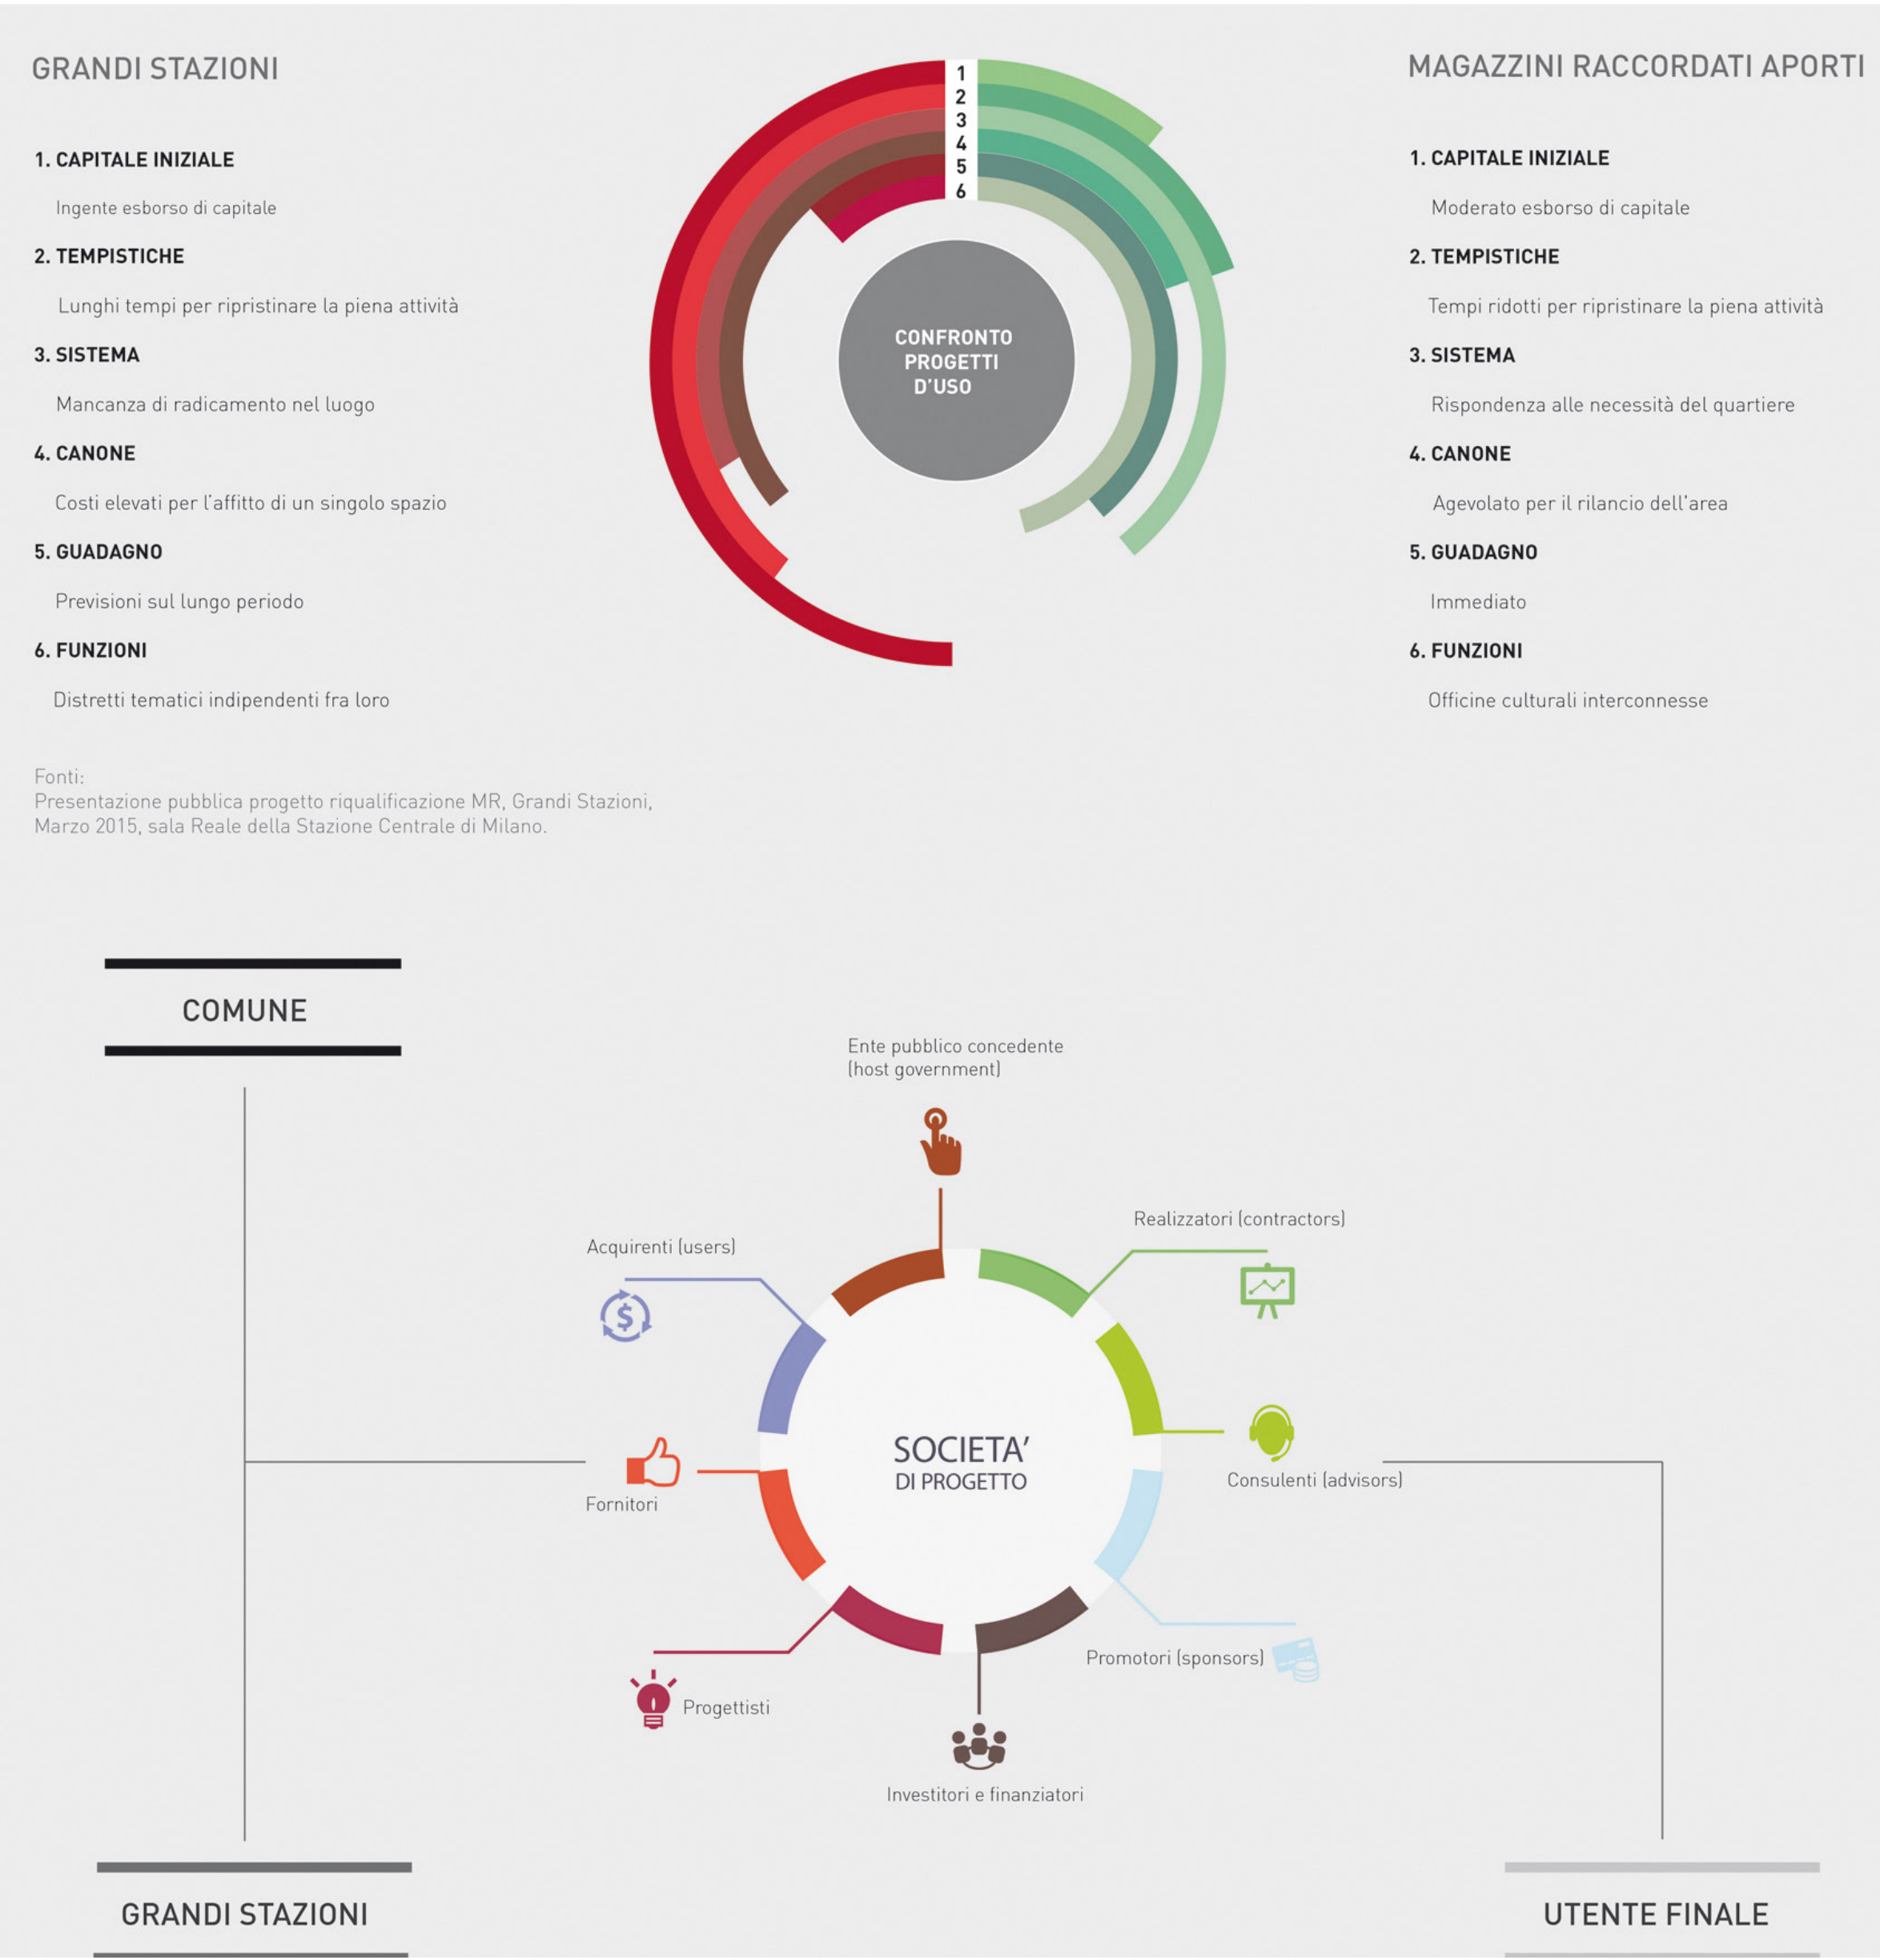 GRANDI STAZIONI
1. CAPITALE INIZIALE
Ingente esborso di capitale
2. TEMPISTICHE
Lunghi tempi per ripristinare la piena attività
3. SISTEMA
Mancanza di radicamento nel luogo
4. CANONE
Costi elevati per l'affitto di un singolo spazio
5. GUADAGNO
Previsioni sul lungo periodo
6. FUNZIONI
Distretti tematici indipendenti fra loro
Fonti:
Presentazione pubblica progetto riqualificazione MR, Grandi Stazioni,
Marzo 2015, sala Reale della Stazione Centrale di Milano.
1
2
3
4
5
6
CONFRONTO
PROGETTI
D'USO
MAGAZZINI RACCORDATI APORTI
1. CAPITALE INIZIALE
Moderato esborso di capitale
2. TEMPISTICHE
Tempi ridotti per ripristinare la piena attività
3. SISTEMA
Rispondenza alle necessità del quartiere
4. CANONE
Agevolato per il rilancio dell'area
5. GUADAGNO
Immediato
6. FUNZIONI
Officine culturali interconnesse
COMUNE
Ente pubblico concedente
(host government)
Realizzatori (contractors)
Acquirenti (users)
$
SOCIETA'
DI PROGETTO
Consulenti (advisors)
Fornitori
Promotori (sponsors)
Progettisti
Investitori e finanziatori
GRANDI STAZIONI
UTENTE FINALE